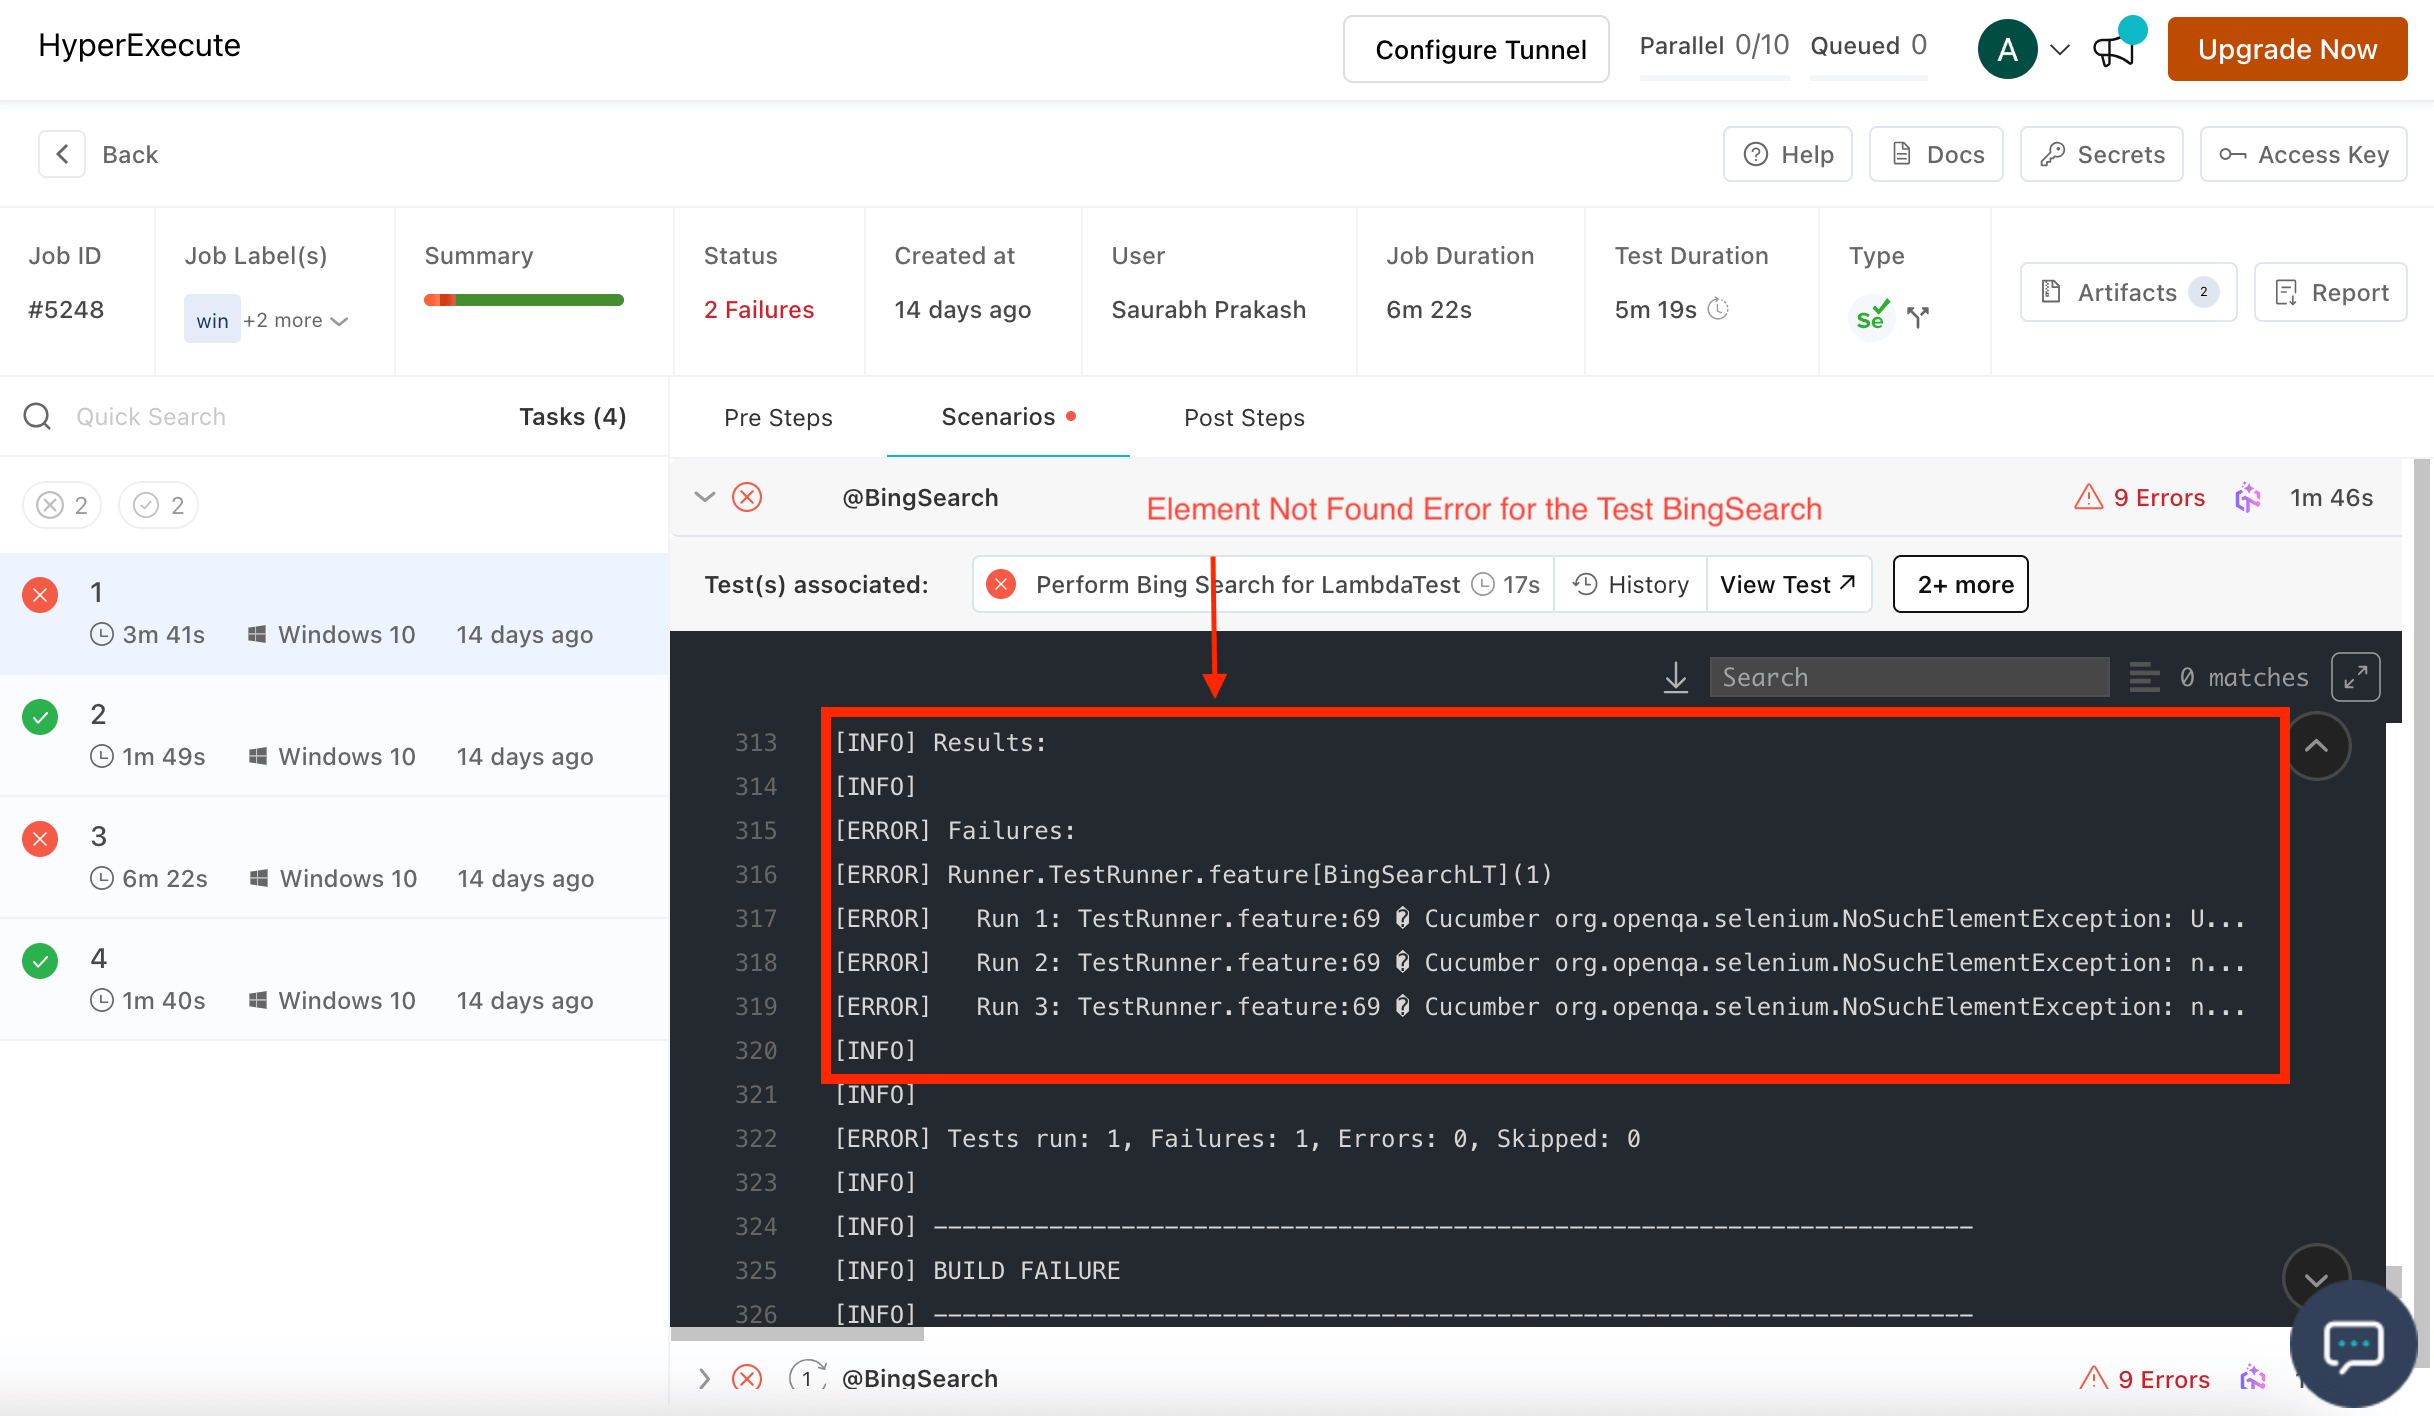 HyperExecute
Configure Tunnel
Parallel 0/10 Queued 0
A
Upgrade Now
Back
Help
Docs
Secrets
Access Key
Job ID
#5248
Job Label(s)
win +2 more
Summary
Status
2 Failures
Created at
14 days ago
User
Saurabh Prakash
Job Duration
6m 22s
Test Duration
5m 19s
Type
Se
Artifacts 2
Report
Quick Search
Tasks (4)
2 2
1
3m 41s Windows 10 14 days ago
2
1m 49s Windows 10 14 days ago
3
6m 22s Windows 10 14 days ago
4
1m 40s Windows 10 14 days ago
Pre Steps Scenarios Post Steps
@BingSearch
Element Not Found Error for the Test BingSearch
9 Errors 1m 46s
Test(s) associated: Perform Bing Search for LambdaTest 17s History View Test 2+ more
Search 0 matches
313 [INFO] Results:
314 [INFO]
315 [ERROR] Failures:
316 [ERROR] Runner.TestRunner.feature[BingSearchLT](1)
317 [ERROR]   Run 1: TestRunner.feature:69 � Cucumber org.openqa.selenium.NoSuchElementException: U...
318 [ERROR]   Run 2: TestRunner.feature:69 � Cucumber org.openqa.selenium.NoSuchElementException: n...
319 [ERROR]   Run 3: TestRunner.feature:69 � Cucumber org.openqa.selenium.NoSuchElementException: n...
320 [INFO]
321 [INFO]
322 [ERROR] Tests run: 1, Failures: 1, Errors: 0, Skipped: 0
323 [INFO]
324 [INFO] ------------------------------------------------------------------------
325 [INFO] BUILD FAILURE
326 [INFO] ------------------------------------------------------------------------
1 @BingSearch
9 Errors